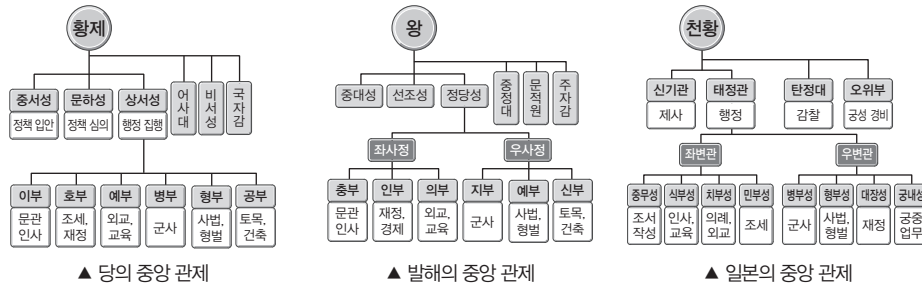 황제
중서성 문하성 상서성 어사대 비서성 국자감
정책 입안 정책 심의 행정 집행
이부 호부 예부 병부 형부 공부
문관 인사 조세, 재정 외교, 교육 군사 사법, 형벌 토목, 건축
▲ 당의 중앙 관제
왕
중대성 선조성 정당성 중정대 문적원 주자감
좌사정 우사정
충부 인부 의부 지부 예부 신부
문관 인사 재정, 경제 외교, 교육 군사 사법, 형벌 토목, 건축
▲ 발해의 중앙 관제
천황
신기관 태정관 탄정대 오위부
제사 행정 감찰 궁성 경비
좌변관 우변관
중무성 식부성 치부성 민부성 병부성 형부성 대장성 궁내성
조서 작성 인사, 교육 의례, 외교 조세 군사 사법, 형벌 재정 궁중 업무
▲ 일본의 중앙 관제